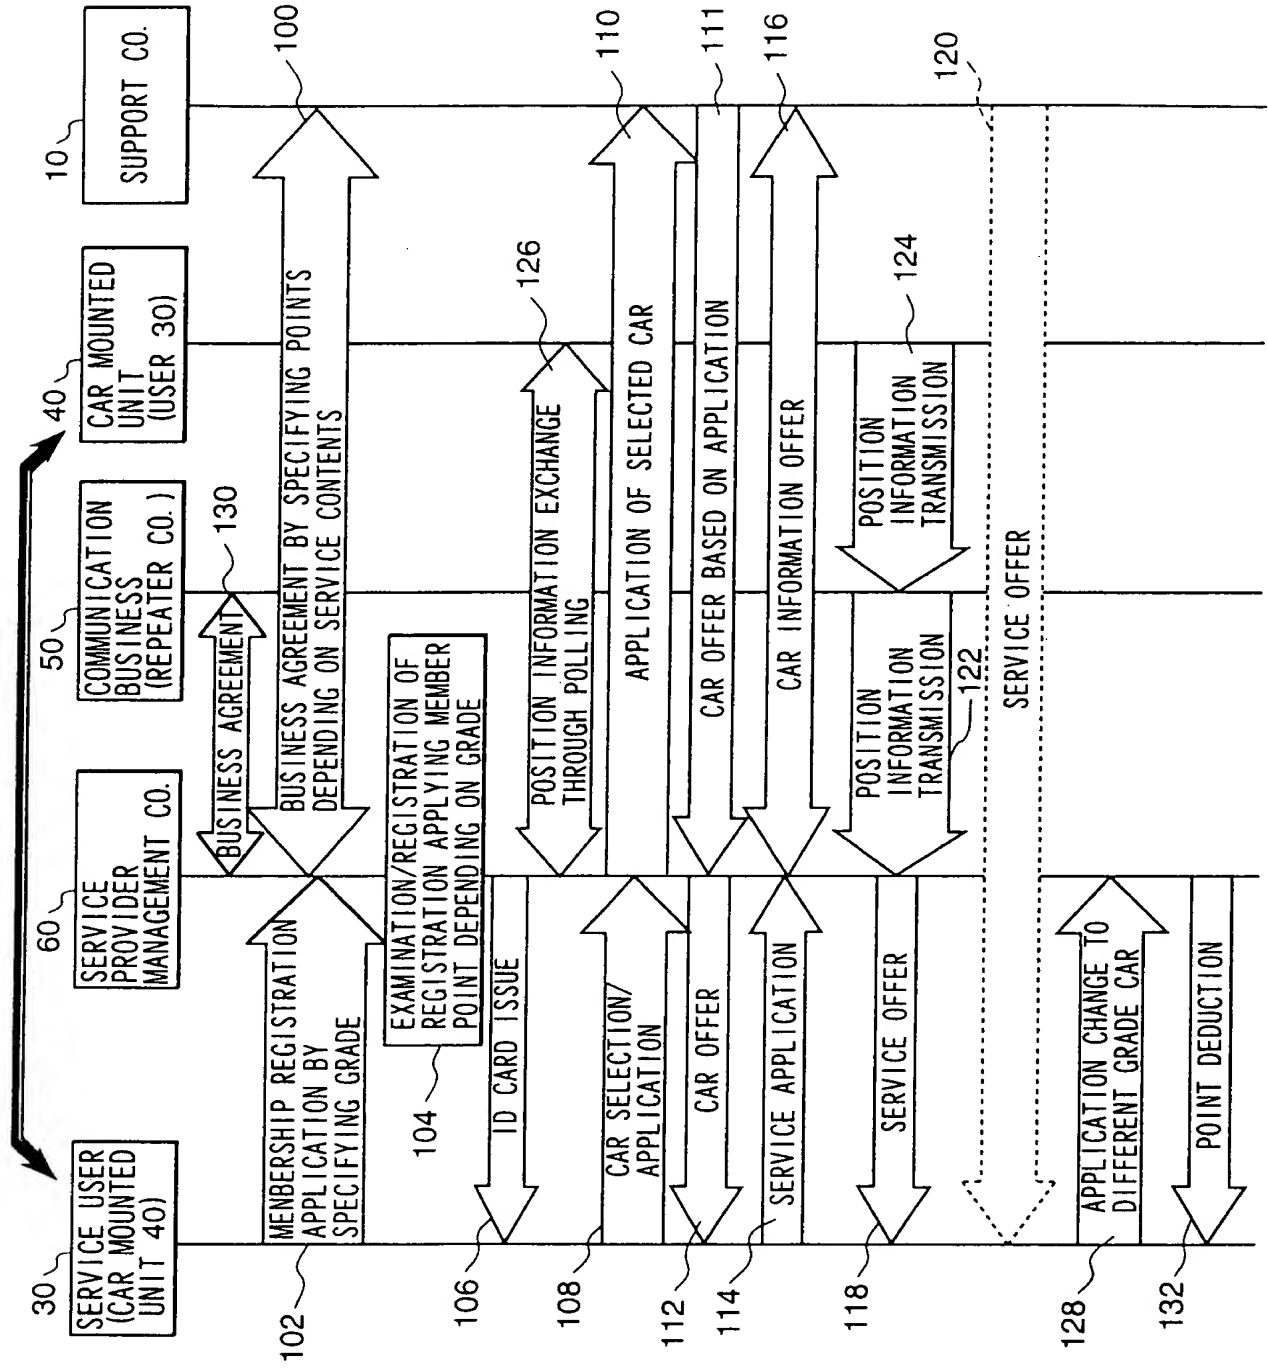 30
SERVICE USER
(CAR MOUNTED
UNIT 40)
60
SERVICE
PROVIDER
MANAGEMENT CO.
50
COMMUNICATION
BUSINESS
(REPEATER CO.)
40
CAR MOUNTED
UNIT
(USER 30)
10
SUPPORT CO.
BUSINESS AGREEMENT
130
100
BUSINESS AGREEMENT BY SPECIFYING POINTS
DEPENDING ON SERVICE CONTENTS
MENBERSHIP REGISTRATION
APPLICATION BY
SPECIFYING GRADE
102
104
EXAMINATION/REGISTRATION OF
REGISTRATION APPLYING MEMBER
POINT DEPENDING ON GRADE
106
ID CARD ISSUE
POSITION INFORMATION EXCHANGE
THROUGH POLLING
126
108
CAR SELECTION/
APPLICATION
APPLICATION OF SELECTED CAR
110
112
CAR OFFER
CAR OFFER BASED ON APPLICATION
111
114
SERVICE APPLICATION
CAR INFORMATION OFFER
116
118
SERVICE OFFER
POSITION
INFORMATION
TRANSMISSION
122
POSITION
INFORMATION
TRANSMISSION
124
SERVICE OFFER
120
128
APPLICATION CHANGE TO
DIFFERENT GRADE CAR
132
POINT DEDUCTION